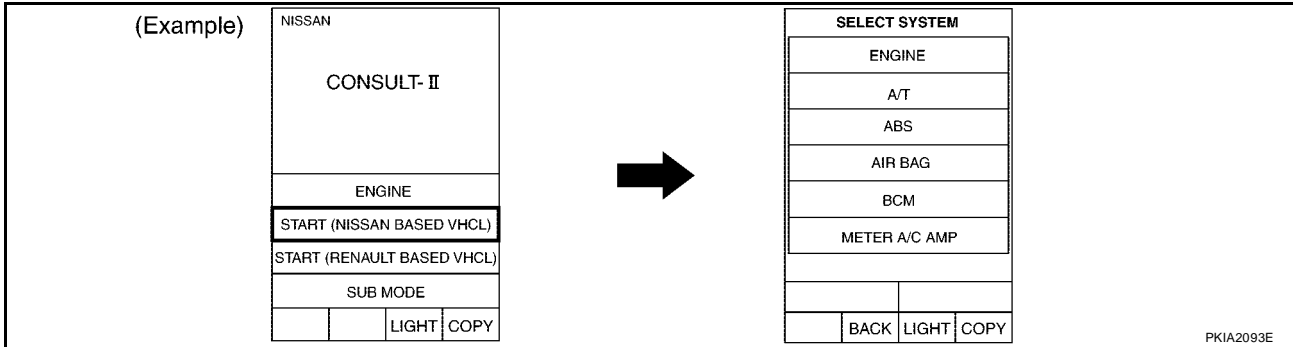 (Example)
NISSAN
CONSULT-Ⅱ
ENGINE
START (NISSAN BASED VHCL)
START (RENAULT BASED VHCL)
SUB MODE
LIGHT COPY
SELECT SYSTEM
ENGINE
A/T
ABS
AIR BAG
BCM
METER A/C AMP
BACK LIGHT COPY
PKIA2093E